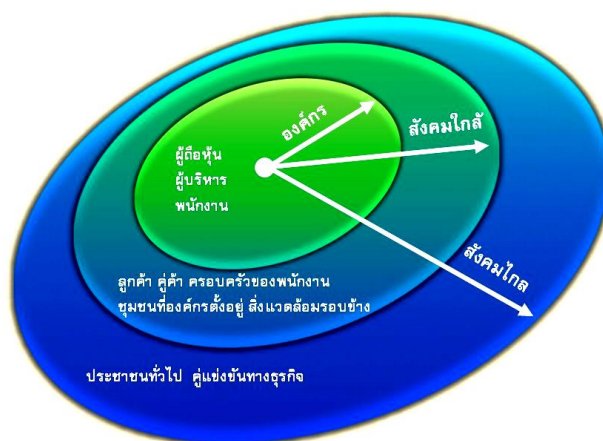 องค์กร
สังคมใกล้
ผู้ถือหุ้น
ผู้บริหาร
พนักงาน
สังคมไกล
ลูกค้า คู่ค้า ครอบครัวของพนักงาน
ชุมชนที่องค์กรตั้งอยู่ สิ่งแวดล้อมรอบข้าง
ประชาชนทั่วไป คู่แข่งขันทางธุรกิจ